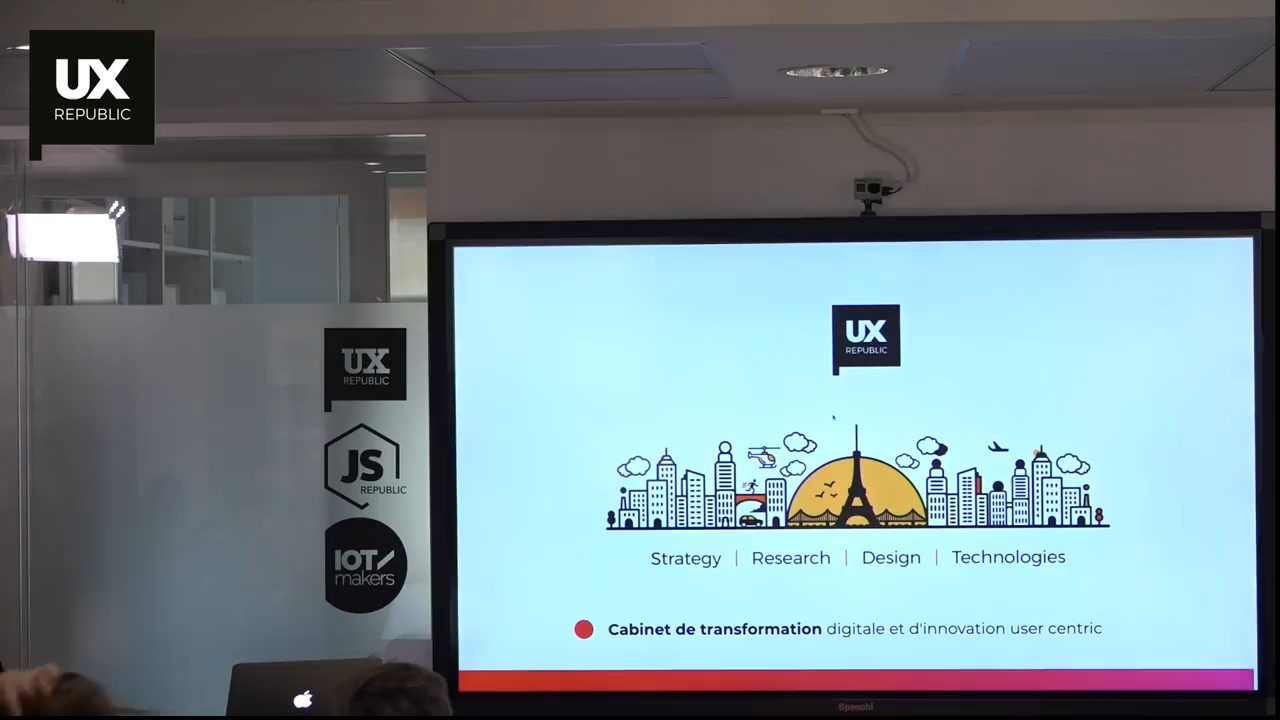 UX
REPUBLIC
UX
REPUBLIC
JS
REPUBLIC
IOT/
makers
UX
REPUBLIC
Strategy | Research | Design | Technologies
Cabinet de transformation digitale et d'innovation user centric
Speechi